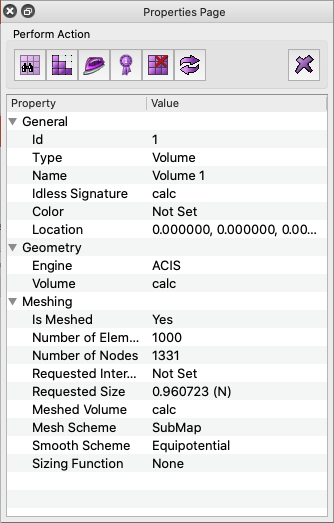 Properties Page
Perform Action
Property Value
General
Id 1
Type Volume
Name Volume 1
Idless Signature calc
Color Not Set
Location 0.000000, 0.000000, 0.00...
Geometry
Engine ACIS
Volume calc
Meshing
Is Meshed Yes
Number of Elem... 1000
Number of Nodes 1331
Requested Inter... Not Set
Requested Size 0.960723 (N)
Meshed Volume calc
Mesh Scheme SubMap
Smooth Scheme Equipotential
Sizing Function None